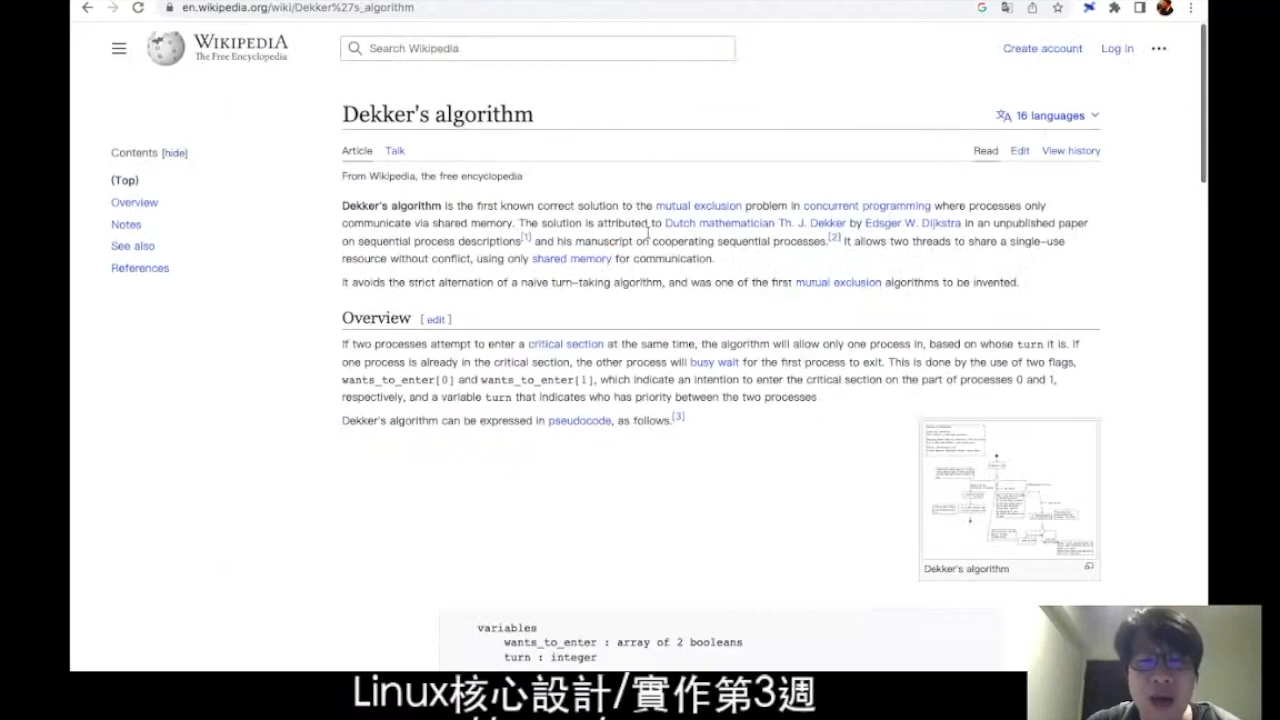 en.wikipedia.org/wiki/Dekker%27s_algorithm
WIKIPEDIA
The Free Encyclopedia
Search Wikipedia
Create account
Log in
Dekker's algorithm
16 languages
Contents [hide]
(Top)
Overview
Notes
See also
References
Article
Talk
Read
Edit
View history
From Wikipedia, the free encyclopedia
Dekker's algorithm is the first known correct solution to the mutual exclusion problem in concurrent programming where processes only
communicate via shared memory. The solution is attributed to Dutch mathematician Th. J. Dekker by Edsger W. Dijkstra in an unpublished paper
on sequential process descriptions[1] and his manuscript on cooperating sequential processes.[2] It allows two threads to share a single-use
resource without conflict, using only shared memory for communication.
It avoids the strict alternation of a naive turn-taking algorithm, and was one of the first mutual exclusion algorithms to be invented.
Overview [ edit ]
If two processes attempt to enter a critical section at the same time, the algorithm will allow only one process in, based on whose turn it is. If
one process is already in the critical section, the other process will busy wait for the first process to exit. This is done by the use of two flags,
wants_to_enter[0] and wants_to_enter[1], which indicate an intention to enter the critical section on the part of processes 0 and 1,
respectively, and a variable turn that indicates who has priority between the two processes
Dekker's algorithm can be expressed in pseudocode, as follows.[3]
Dekker's algorithm
variables
wants_to_enter : array of 2 booleans
turn : integer
Linux核心設計/實作第3週